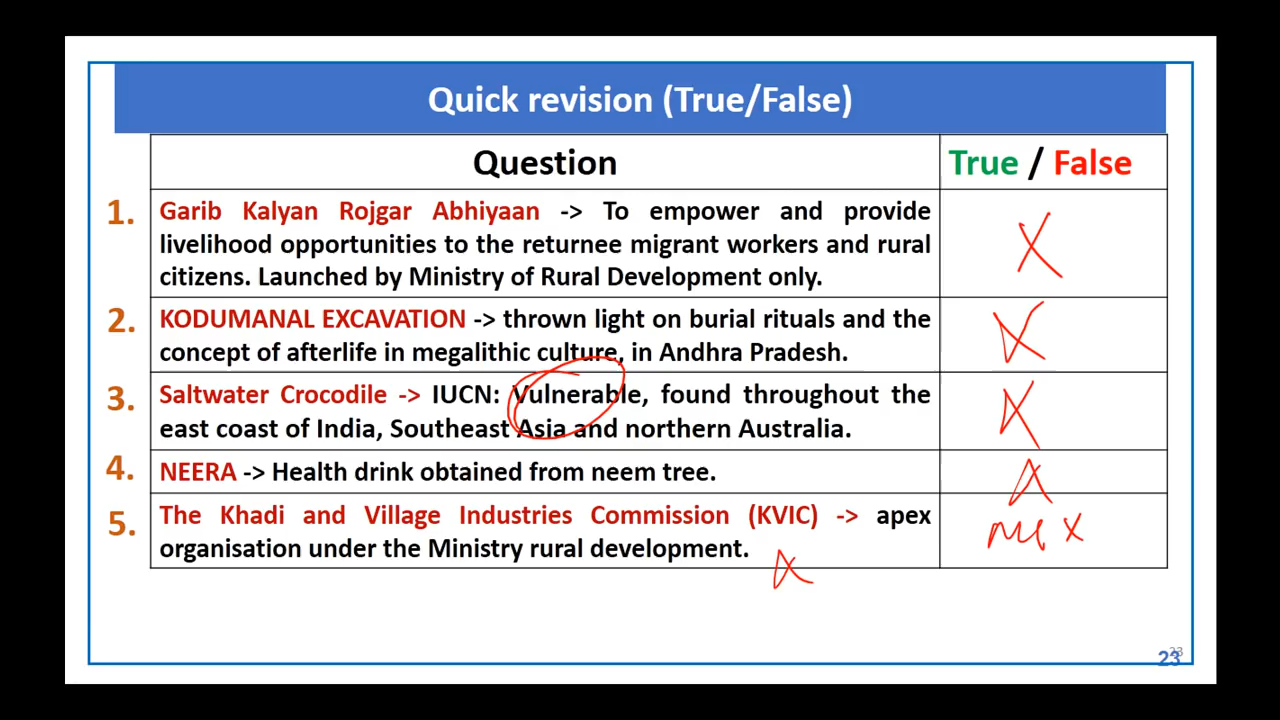 Quick revision (True/False)
Question
True / False
1.
Garib Kalyan Rojgar Abhiyaan -> To empower and provide
livelihood opportunities to the returnee migrant workers and rural
citizens. Launched by Ministry of Rural Development only.
X
2.
KODUMANAL EXCAVATION -> thrown light on burial rituals and the
concept of afterlife in megalithic culture, in Andhra Pradesh.
X
3.
Saltwater Crocodile -> IUCN: Vulnerable, found throughout the
east coast of India, Southeast Asia and northern Australia.
X
4.
NEERA -> Health drink obtained from neem tree.
X
5.
The Khadi and Village Industries Commission (KVIC) -> apex
organisation under the Ministry rural development.
X
X
23
23